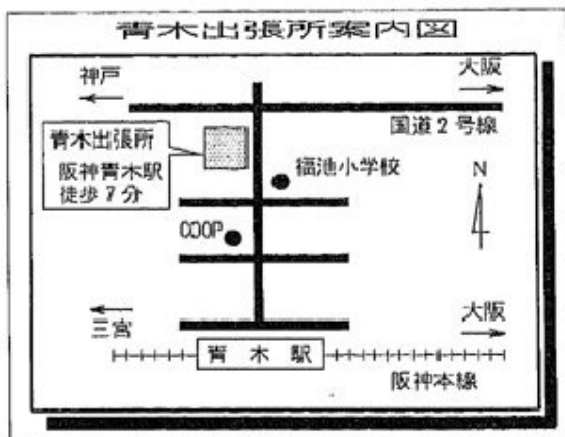 青木出張所案内図
神戸
大阪
国道2号線
青木出張所
阪神青木駅
徒歩7分
福池小学校
N
COOP
三宮
大阪
青木駅
阪神本線